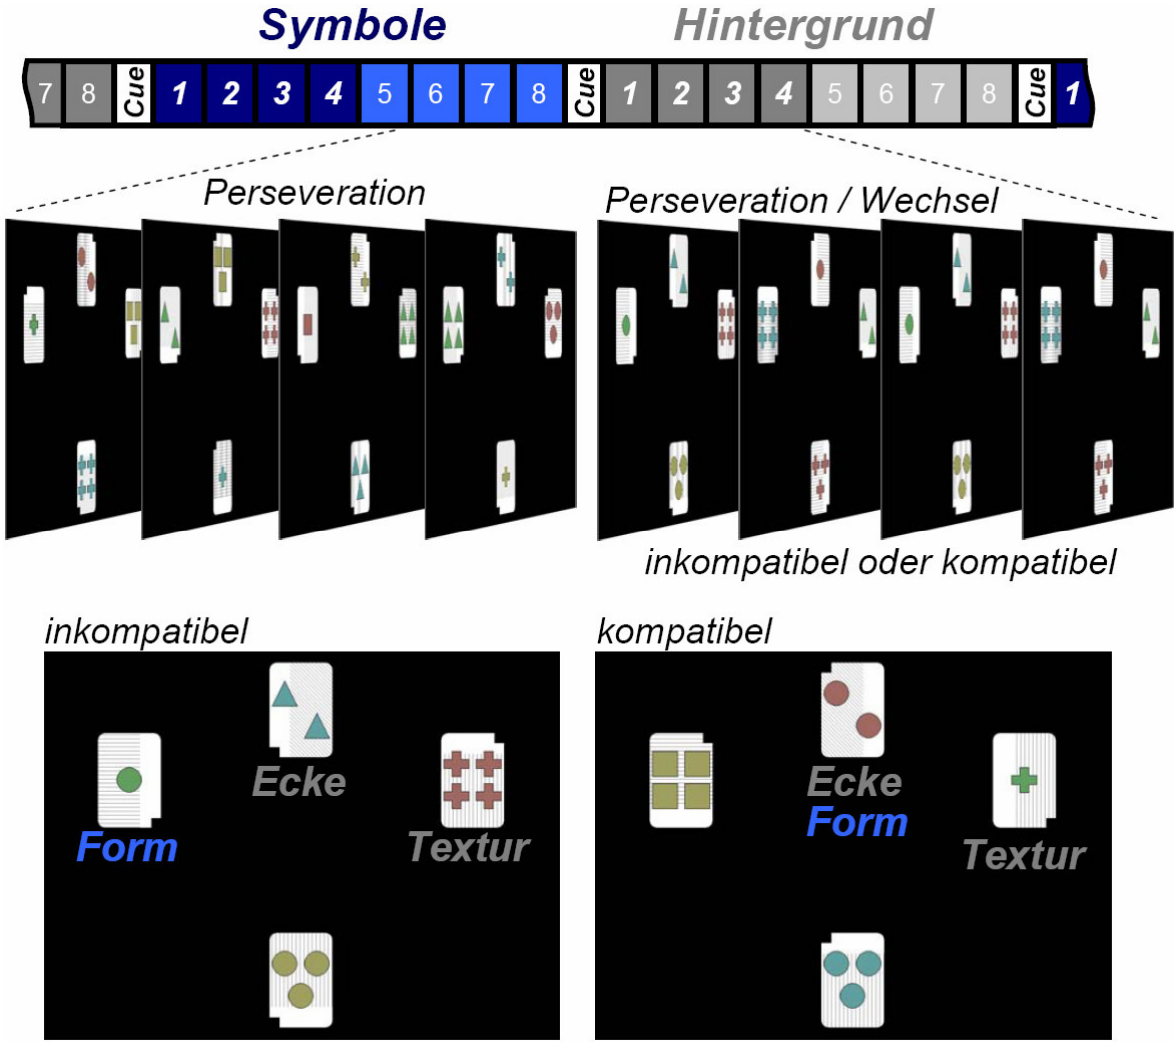 Symbole Hintergrund
7 8 Cue 1 2 3 4 5 6 7 8 Cue 1 2 3 4 5 6 7 8 Cue 1
Perseveration
Perseveration / Wechsel
inkompatibel oder kompatibel
inkompatibel
kompatibel
Ecke
Form
Textur
Ecke
Form
Textur